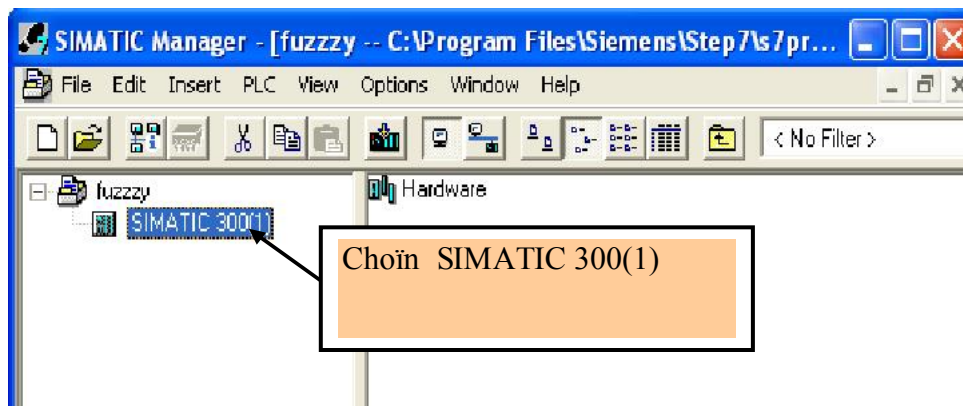 SIMATIC Manager - [fuzzzy -- C:\Program Files\Siemens\Step7\s7pr...
File Edit Insert PLC View Options Window Help
< No Filter >
fuzzzy
Hardware
SIMATIC 300(1)
Choïn SIMATIC 300(1)